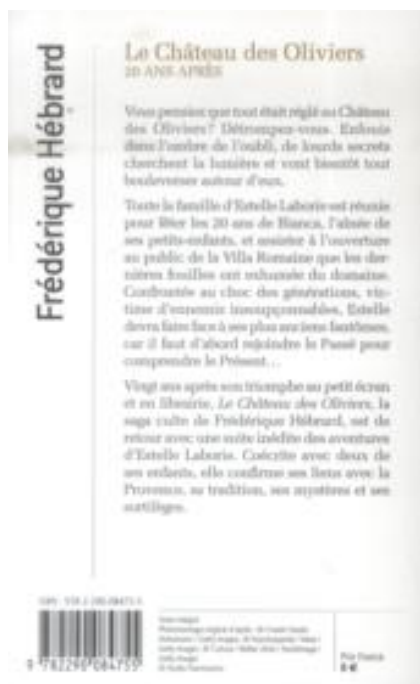 Frédérique Hébrard
Le Château des Oliviers
20 ANS APRÈS
Vous pensiez que tout était réglé au Château
des Oliviers ? Détrompez-vous. Enfouis
dans l'ombre de l'oubli, de lourds secrets
cherchent la lumière et vont bientôt tout
bouleverser autour d'eux.
Toute la famille d'Estelle Laborie est réunie
pour fêter les 20 ans de Bianca, l'aînée de
ses petits-enfants, et assister à l'ouverture
au public de la Villa Romaine que les der-
nières fouilles ont exhumée du domaine.
Confrontée au choc des générations, vic-
time d'ennemis insoupçonnables, Estelle
devra faire face à ses plus anciens fantômes,
car il faut d'abord rejoindre le Passé pour
comprendre le Présent…
Vingt ans après son triomphe au petit écran
et en librairie, Le Château des Oliviers, la
saga culte de Frédérique Hébrard, est de
retour avec une suite inédite des aventures
d'Estelle Laborie. Coécrite avec deux de
ses enfants, elle confirme ses liens avec la
Provence, sa tradition, ses mystères et ses
sortilèges.
9 782290 084755
Prix France